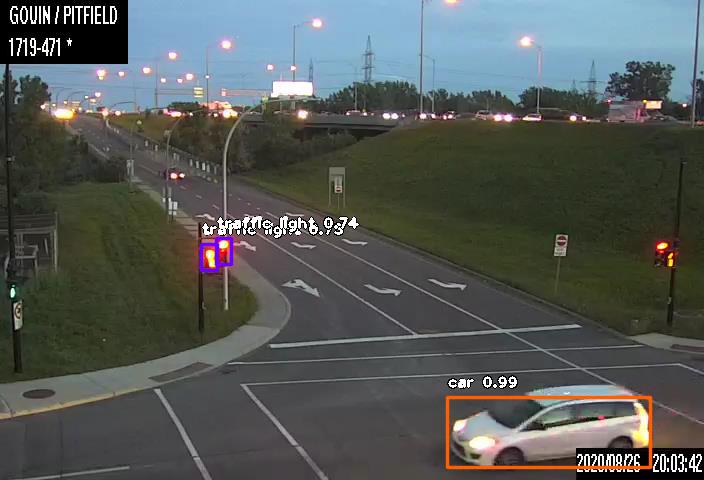 GOUIN / PITFIELD
1719-471 *
traffic light 0.74
traffic light 0.73
car 0.99
2020/08/26 20:03:42